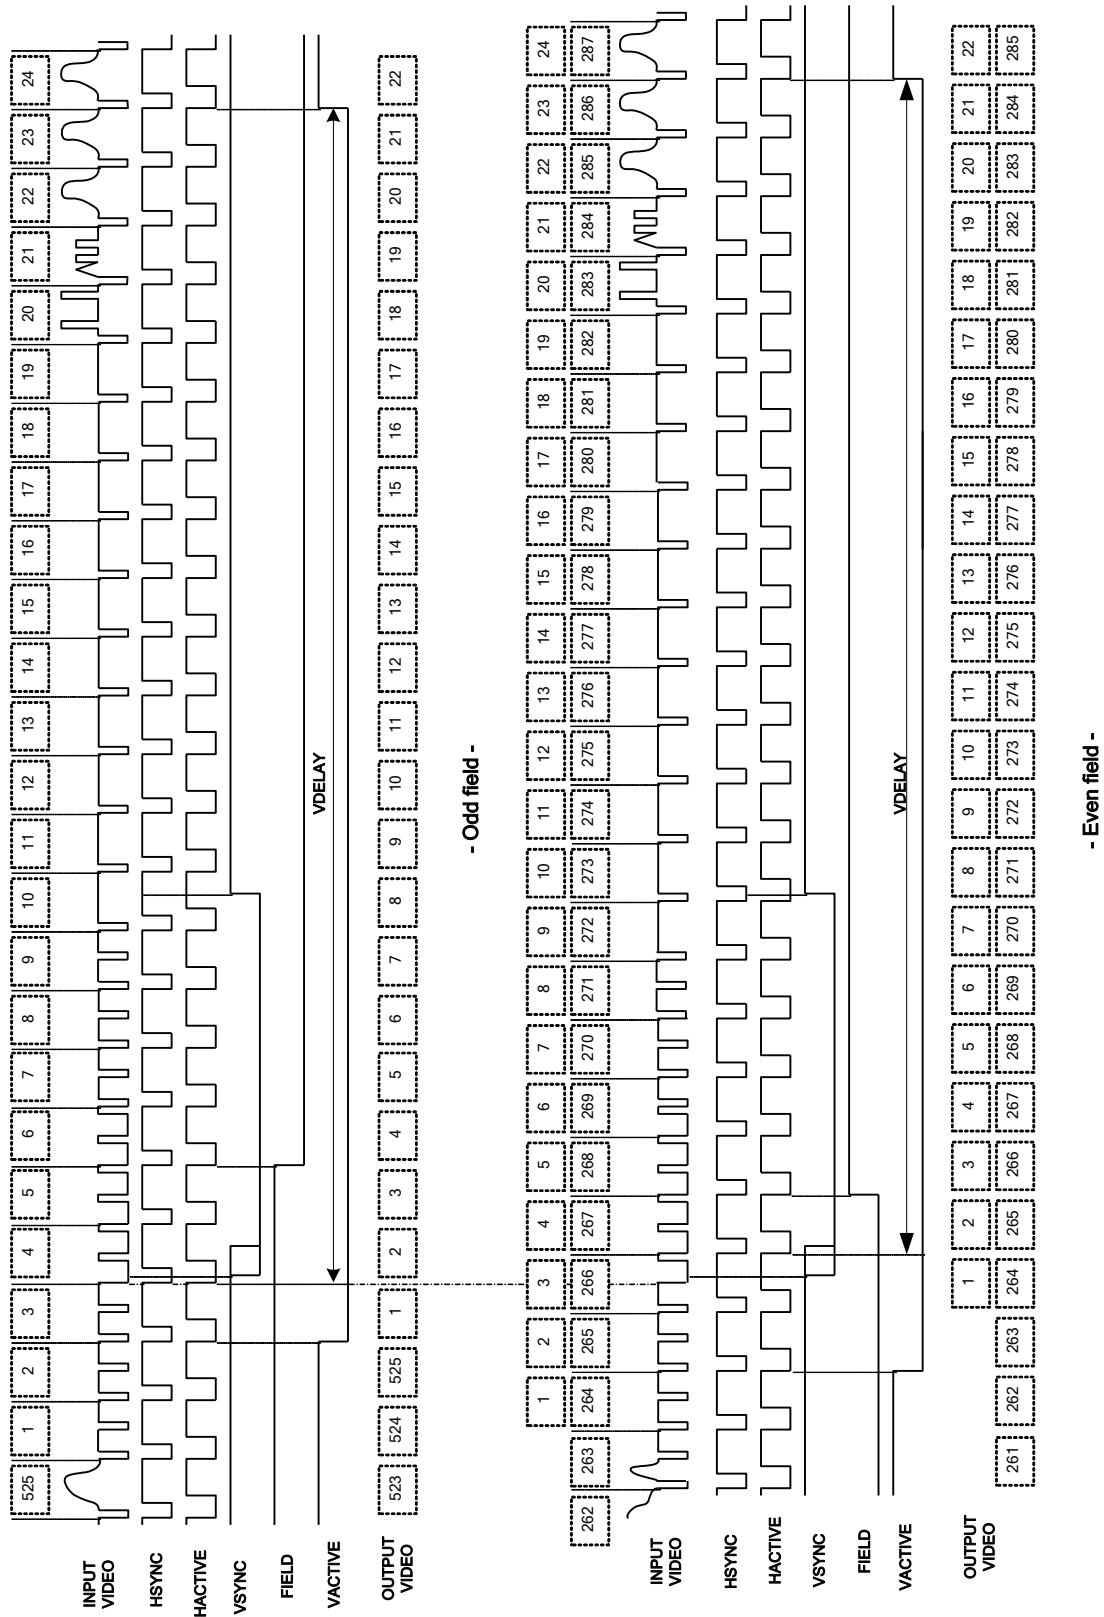 525 1 2 3 4 5 6 7 8 9 10 11 12 13 14 15 16 17 18 19 20 21 22 23 24
INPUT
VIDEO
HSYNC
HACTIVE
VSYNC
FIELD
VDELAY
VACTIVE
OUTPUT
VIDEO
523 524 525 1 2 3 4 5 6 7 8 9 10 11 12 13 14 15 16 17 18 19 20 21 22
- Odd field -
1 2 3 4 5 6 7 8 9 10 11 12 13 14 15 16 17 18 19 20 21 22 23 24
262 263 264 265 266 267 268 269 270 271 272 273 274 275 276 277 278 279 280 281 282 283 284 285 286 287
INPUT
VIDEO
HSYNC
HACTIVE
VSYNC
FIELD
VDELAY
VACTIVE
OUTPUT
VIDEO
1 2 3 4 5 6 7 8 9 10 11 12 13 14 15 16 17 18 19 20 21 22
261 262 263 264 265 266 267 268 269 270 271 272 273 274 275 276 277 278 279 280 281 282 283 284 285
- Even field -